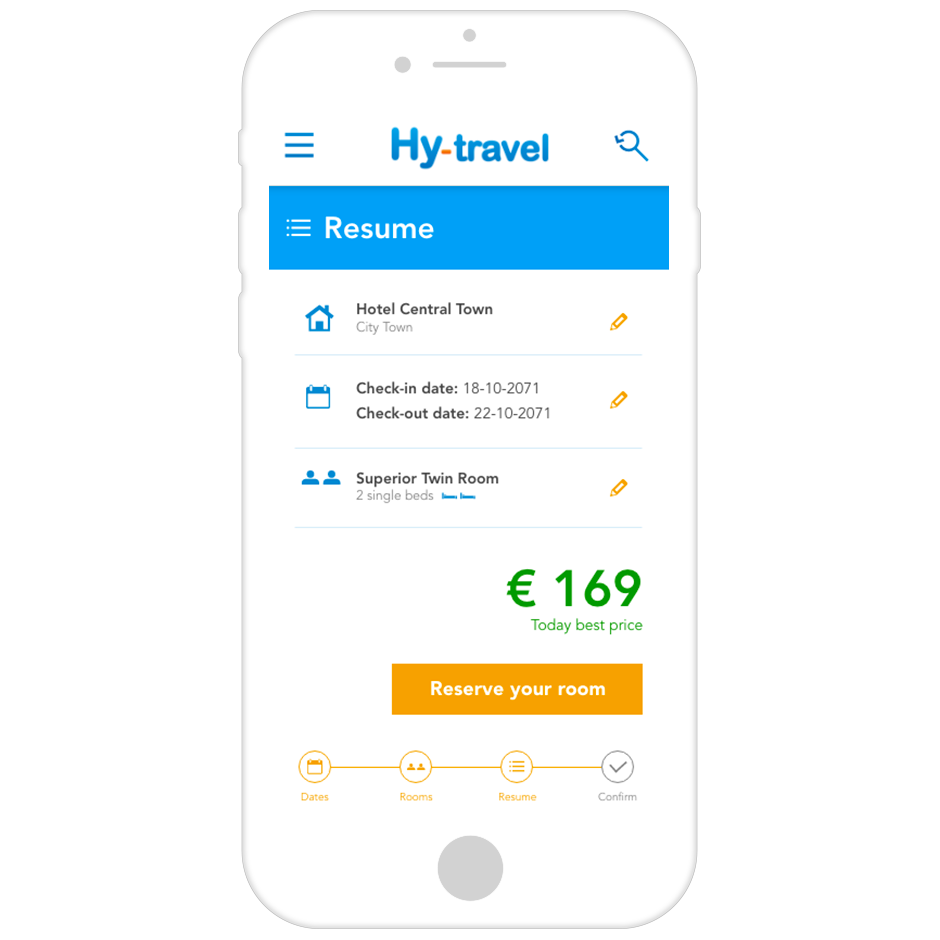 Hy-travel
Resume
Hotel Central Town
City Town
Check-in date: 18-10-2071
Check-out date: 22-10-2071
Superior Twin Room
2 single beds
€ 169
Today best price
Reserve your room
Dates Rooms Resume Confirm